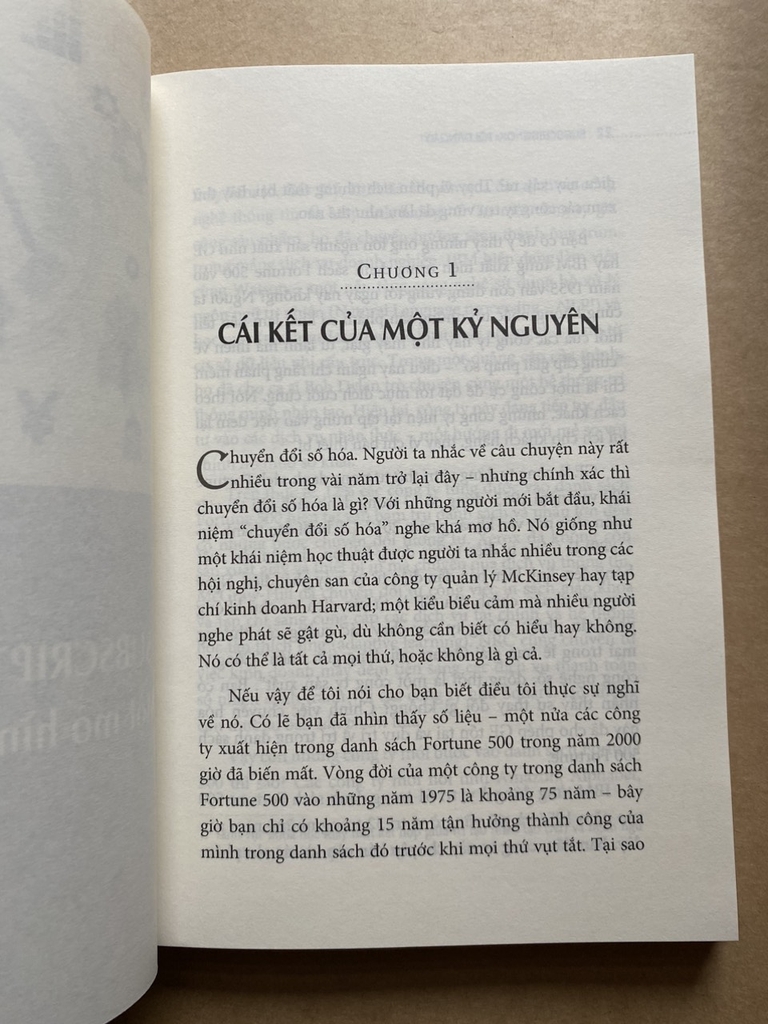 CHƯƠNG 1
CÁI KẾT CỦA MỘT KỶ NGUYÊN
Chuyển đổi số hóa. Người ta nhắc về câu chuyện này rất
nhiều trong vài năm trở lại đây – nhưng chính xác thì
chuyển đổi số hóa là gì? Với những người mới bắt đầu, khái
niệm “chuyển đổi số hóa” nghe khá mơ hồ. Nó giống như
một khái niệm học thuật được người ta nhắc nhiều trong các
hội nghị, chuyên san của công ty quản lý McKinsey hay tạp
chí kinh doanh Harvard; một kiểu biểu cảm mà nhiều người
nghe phát sẽ gật gù, dù không cần biết có hiểu hay không.
Nó có thể là tất cả mọi thứ, hoặc không là gì cả.
Nếu vậy để tôi nói cho bạn biết điều tôi thực sự nghĩ
về nó. Có lẽ bạn đã nhìn thấy số liệu – một nửa các công
ty xuất hiện trong danh sách Fortune 500 trong năm 2000
giờ đã biến mất. Vòng đời của một công ty trong danh sách
Fortune 500 vào những năm 1975 là khoảng 75 năm – bây
giờ bạn chỉ có khoảng 15 năm tận hưởng thành công của
mình trong danh sách đó trước khi mọi thứ vụt tắt. Tại sao